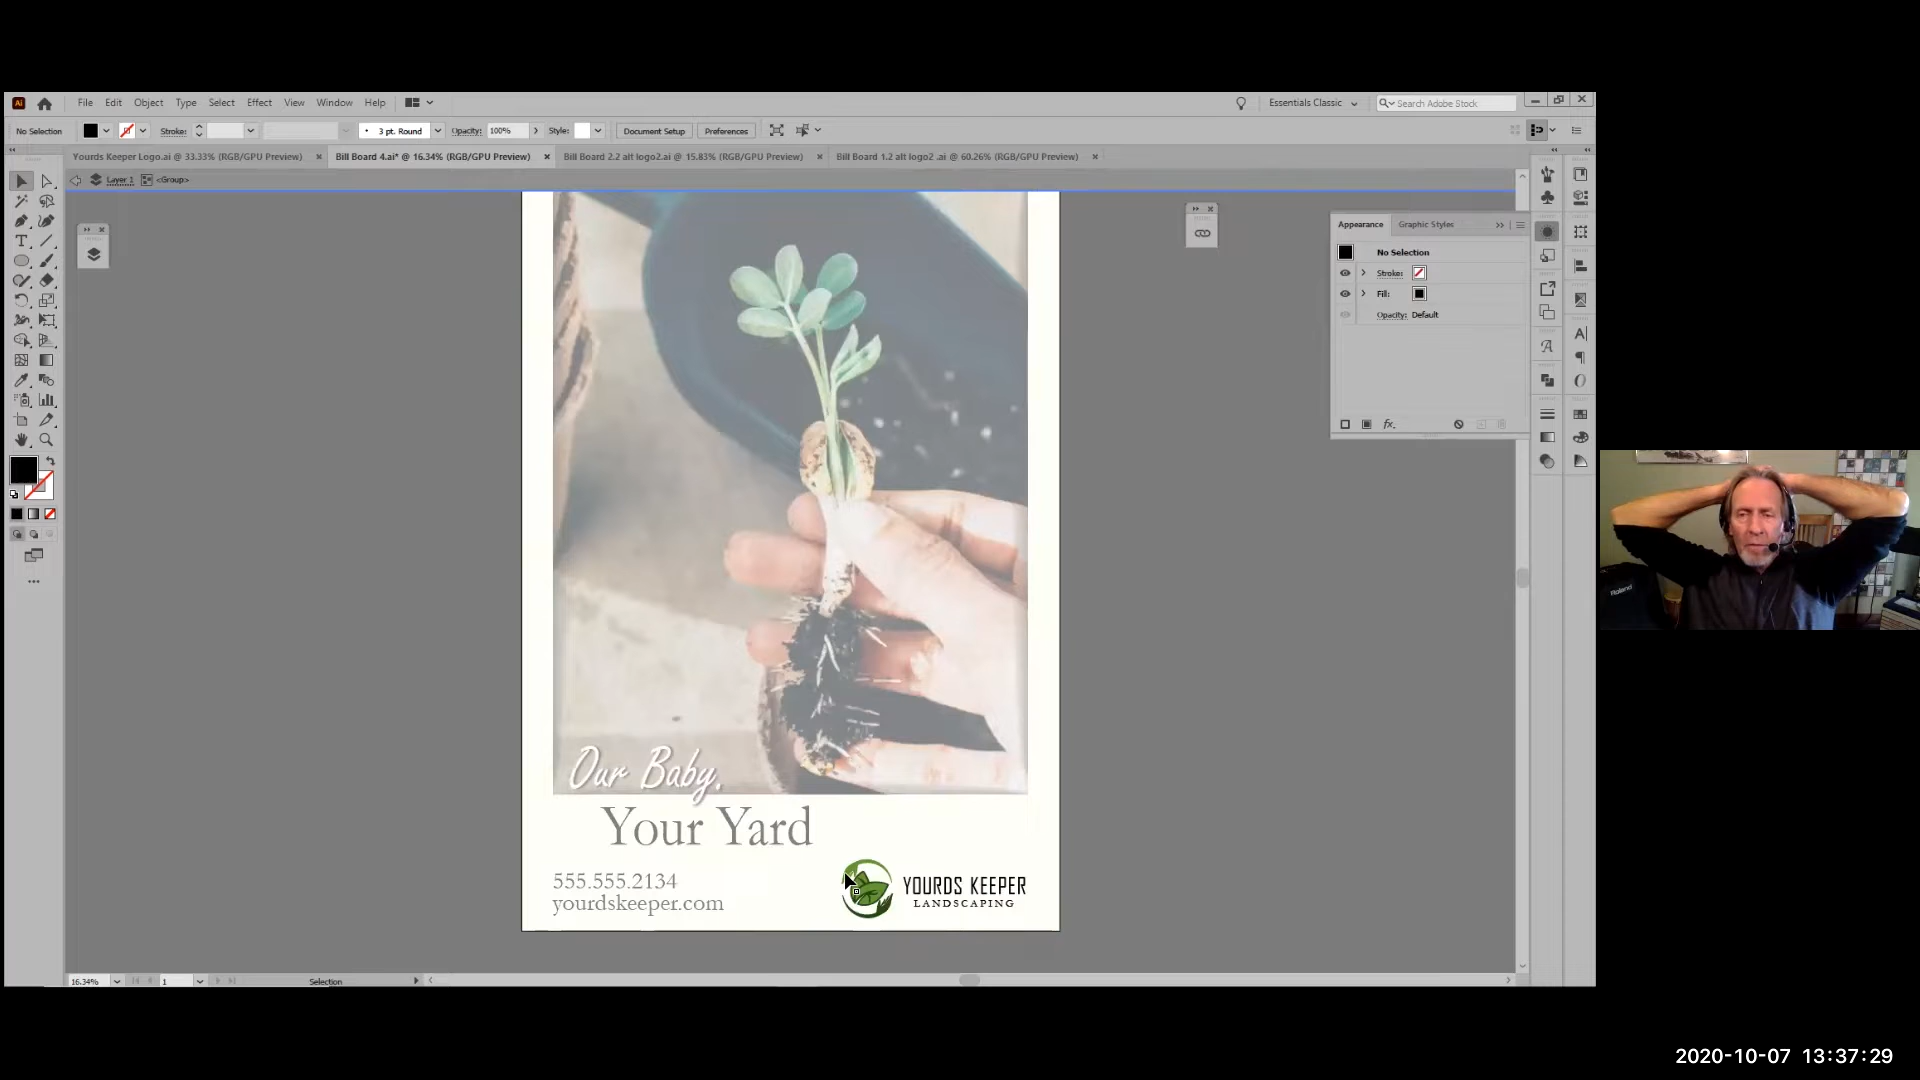 Ai File Edit Object Type Select Effect View Window Help Essentials Classic Search Adobe Stock
No Selection Stroke: 3 pt. Round Opacity: 100% Style: Document Setup Preferences
Yourds Keeper Logo.ai @ 33.33% (RGB/GPU Preview) × Bill Board 4.ai* @ 16.34% (RGB/GPU Preview) × Bill Board 2.2 alt logo2.ai @ 15.83% (RGB/GPU Preview) × Bill Board 1.2 alt logo2 .ai @ 60.26% (RGB/GPU Preview) ×
Layer 1 <Group>
Appearance Graphic Styles
No Selection
Stroke:
Fill:
Opacity: Default
fx.
Our Baby.
Your Yard
555.555.2134
yourdskeeper.com
YOURDS KEEPER
LANDSCAPING
Roland
16.34% 1 Selection
2020-10-07 13:37:29